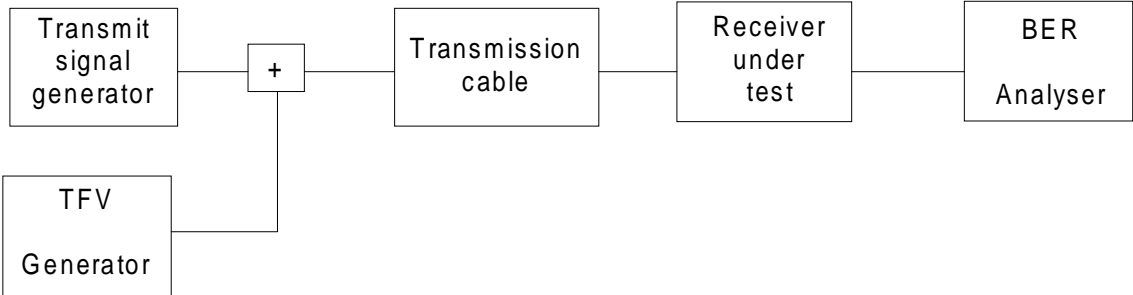 Transmit
signal
generator
+
Transmission
cable
Receiver
under
test
BER
Analyser
TFV
Generator